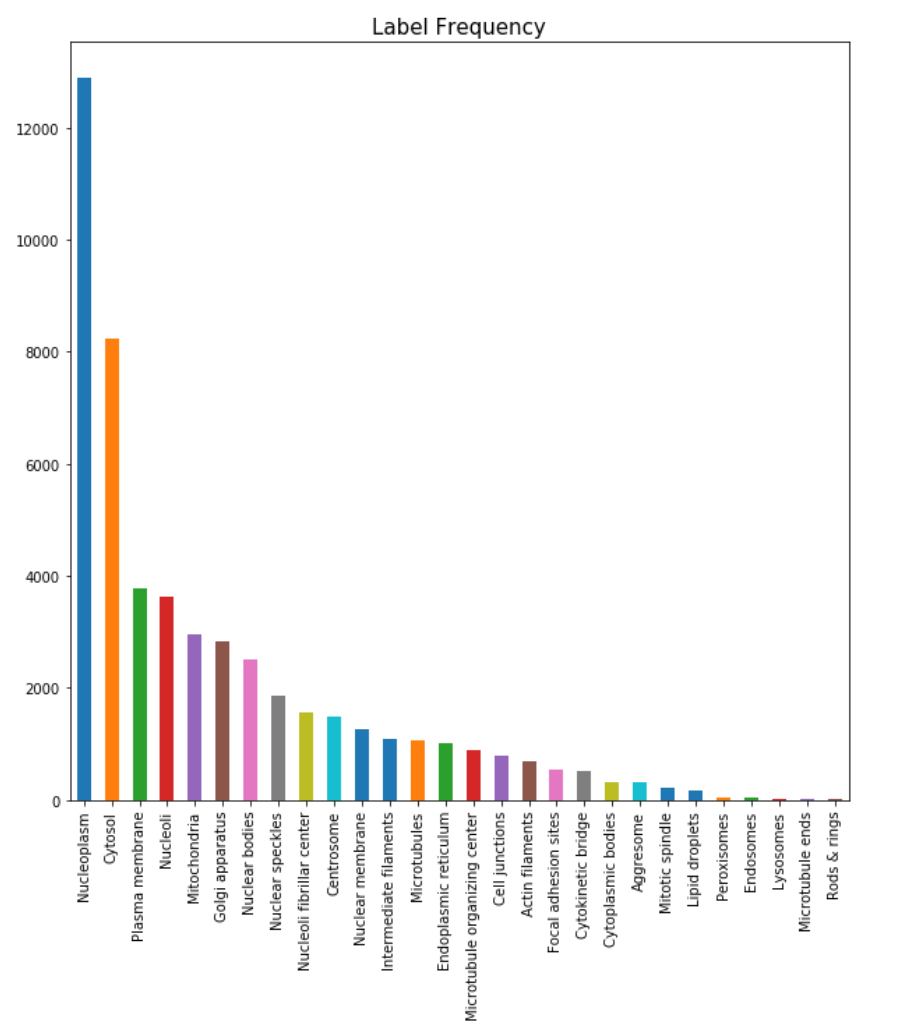 Label Frequency
12000
10000
8000
6000
4000
2000
0
Nucleoplasm
Cytosol
Plasma membrane
Nucleoli
Mitochondria
Golgi apparatus
Nuclear bodies
Nuclear speckles
Nucleoli fibrillar center
Centrosome
Nuclear membrane
Intermediate filaments
Microtubules
Endoplasmic reticulum
Microtubule organizing center
Cell junctions
Actin filaments
Focal adhesion sites
Cytokinetic bridge
Cytoplasmic bodies
Aggresome
Mitotic spindle
Lipid droplets
Peroxisomes
Endosomes
Lysosomes
Microtubule ends
Rods & rings